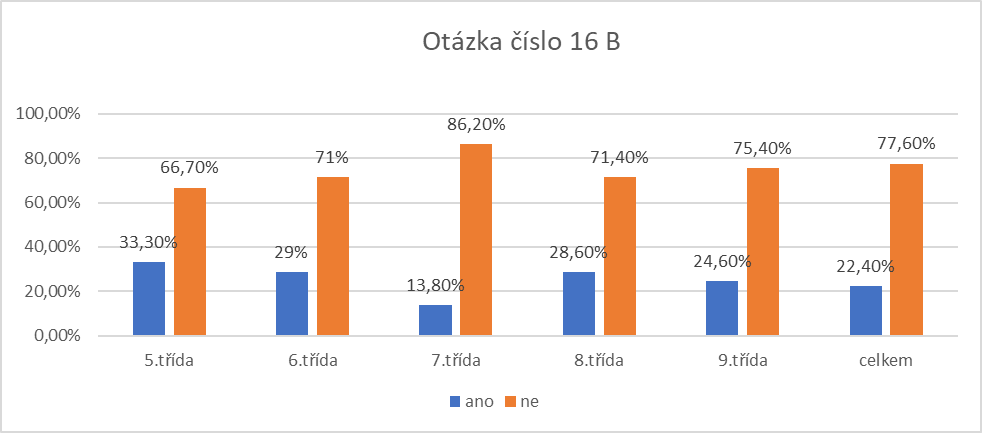 Otázka číslo 16 B
100,00%
80,00%
60,00%
40,00%
20,00%
0,00%
33,30%
66,70%
29%
71%
13,80%
86,20%
28,60%
71,40%
24,60%
75,40%
22,40%
77,60%
5.třída
6.třída
7.třída
8.třída
9.třída
celkem
ano
ne